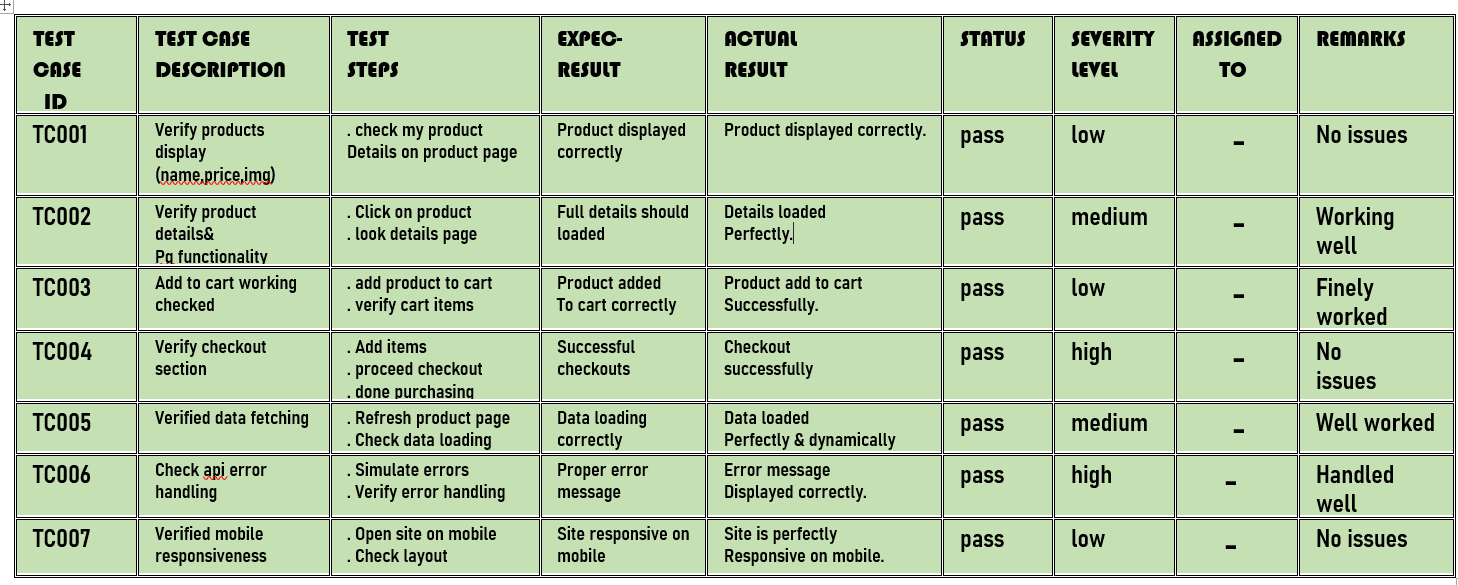 TEST
CASE
ID
TEST CASE
DESCRIPTION
TEST
STEPS
EXPEC-
RESULT
ACTUAL
RESULT
STATUS
SEVERITY
LEVEL
ASSIGNED
TO
REMARKS
TC001
Verify products
display
(name,price,img)
. check my product
Details on product page
Product displayed
correctly
Product displayed correctly.
pass
low
-
No issues
TC002
Verify product
details&
Pg functionality
. Click on product
. look details page
Full details should
loaded
Details loaded
Perfectly.
pass
medium
-
Working
well
TC003
Add to cart working
checked
. add product to cart
. verify cart items
Product added
To cart correctly
Product add to cart
Successfully.
pass
low
-
Finely
worked
TC004
Verify checkout
section
. Add items
. proceed checkout
. done purchasing
Successful
checkouts
Checkout
successfully
pass
high
-
No
issues
TC005
Verified data fetching
. Refresh product page
. Check data loading
Data loading
correctly
Data loaded
Perfectly & dynamically
pass
medium
-
Well worked
TC006
Check api error
handling
. Simulate errors
. Verify error handling
Proper error
message
Error message
Displayed correctly.
pass
high
-
Handled
well
TC007
Verified mobile
responsiveness
. Open site on mobile
. Check layout
Site responsive on
mobile
Site is perfectly
Responsive on mobile.
pass
low
-
No issues